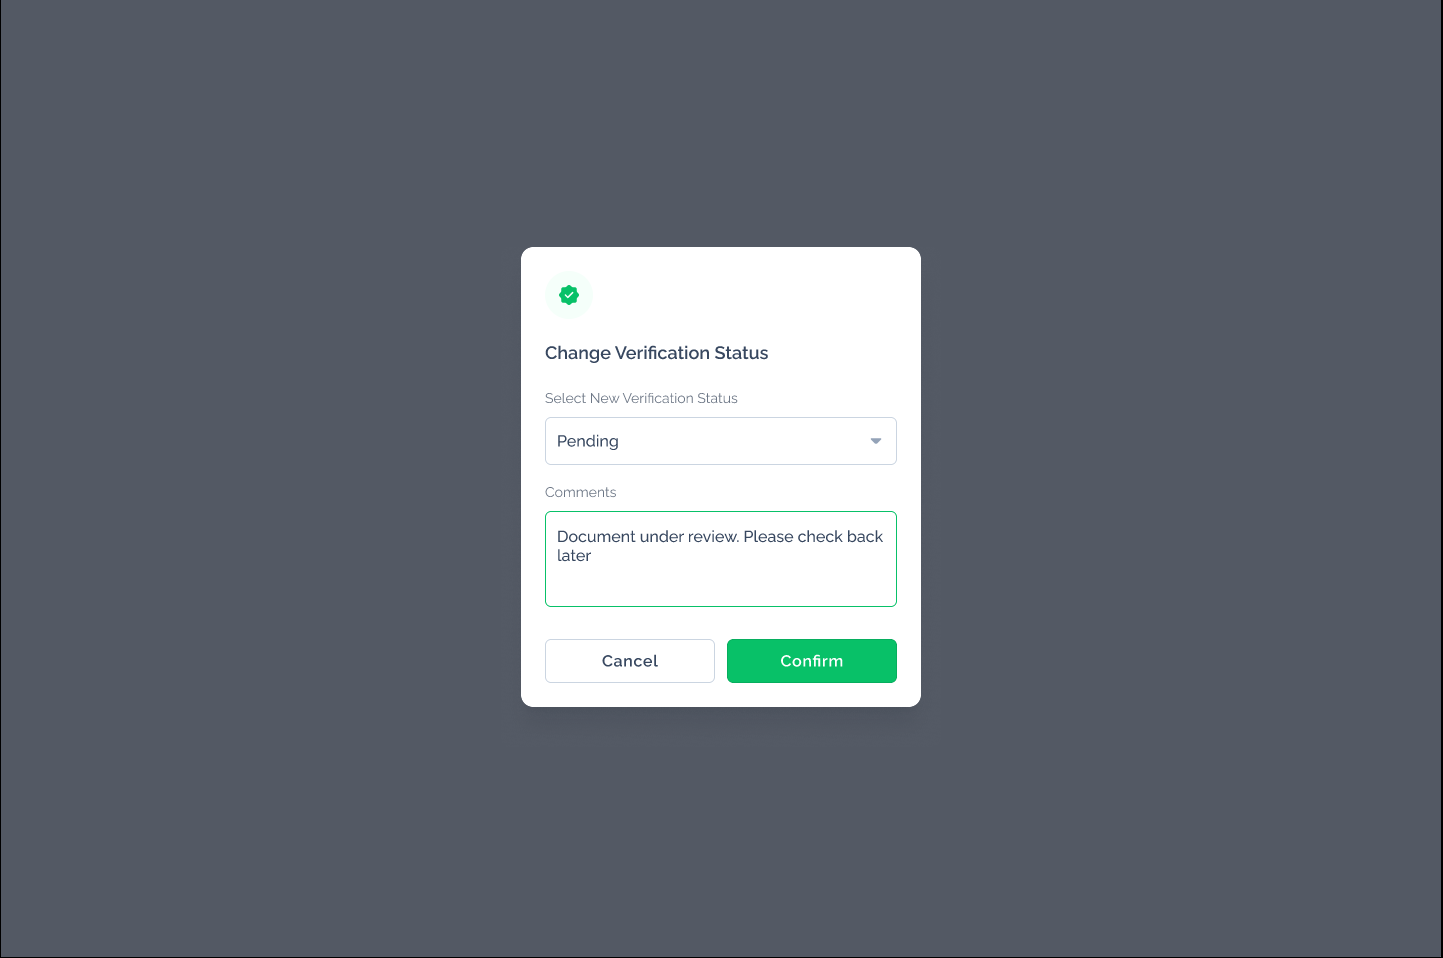 Change Verification Status
Select New Verification Status
Pending
Comments
Document under review. Please check back
later
Cancel
Confirm